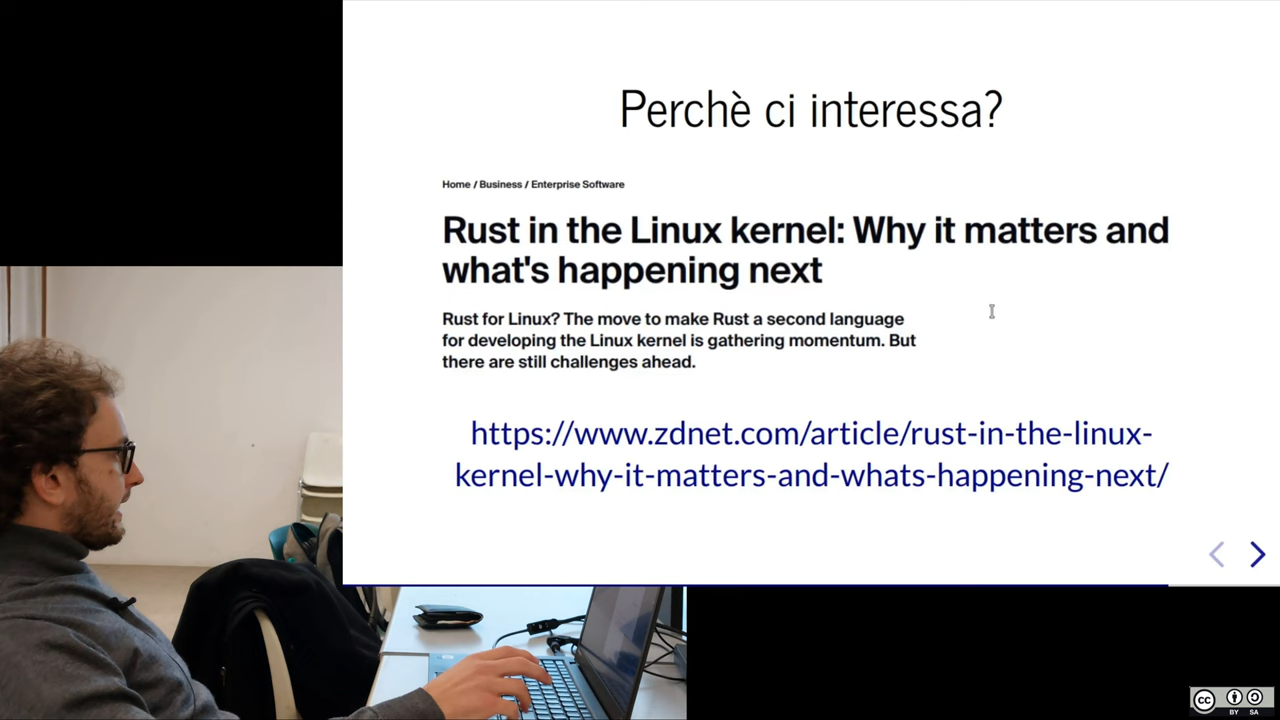 Perchè ci interessa?
Home / Business / Enterprise Software
Rust in the Linux kernel: Why it matters and
what's happening next
Rust for Linux? The move to make Rust a second language
for developing the Linux kernel is gathering momentum. But
there are still challenges ahead.
https://www.zdnet.com/article/rust-in-the-linux-
kernel-why-it-matters-and-whats-happening-next/
cc
BY SA